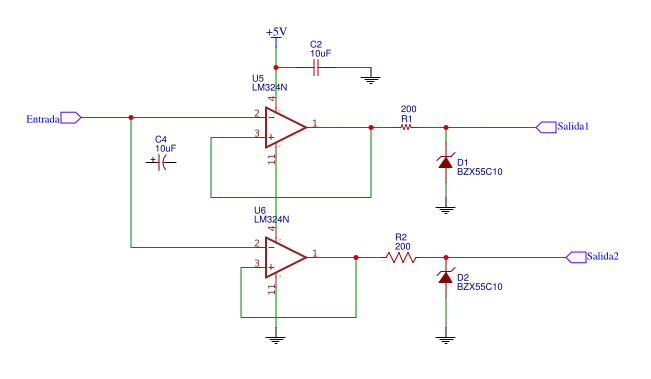 +5V
C2
10uF
U5
LM324N
4
2
3
1
11
Entrada
C4
10uF
+
200
R1
Salida1
D1
BZX55C10
U6
LM324N
4
2
3
1
11
R2
200
Salida2
D2
BZX55C10